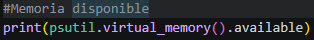 #Memoria disponible
print(psutil.virtual_memory().available)